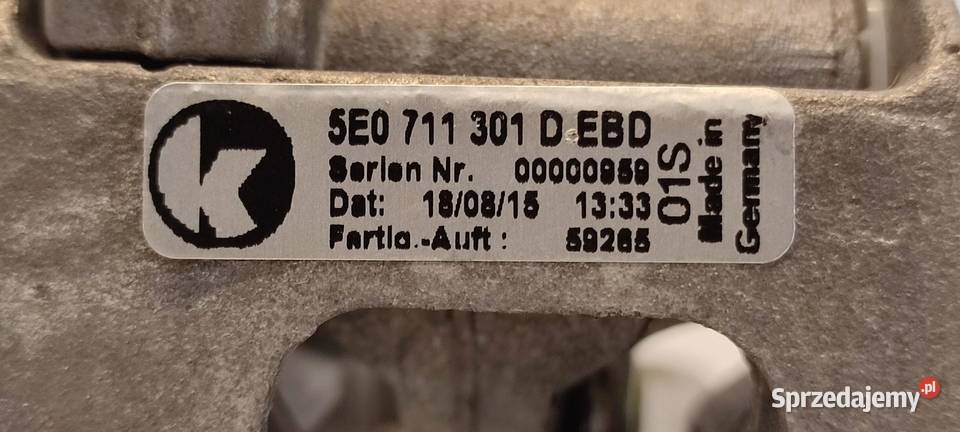 5E0 711 301 D EBD
Serien Nr. 00000959
Dat: 18/08/15 13:33
Fertig.-Auft: 59265
01S
Made in
Germany
Sprzedajemy.pl